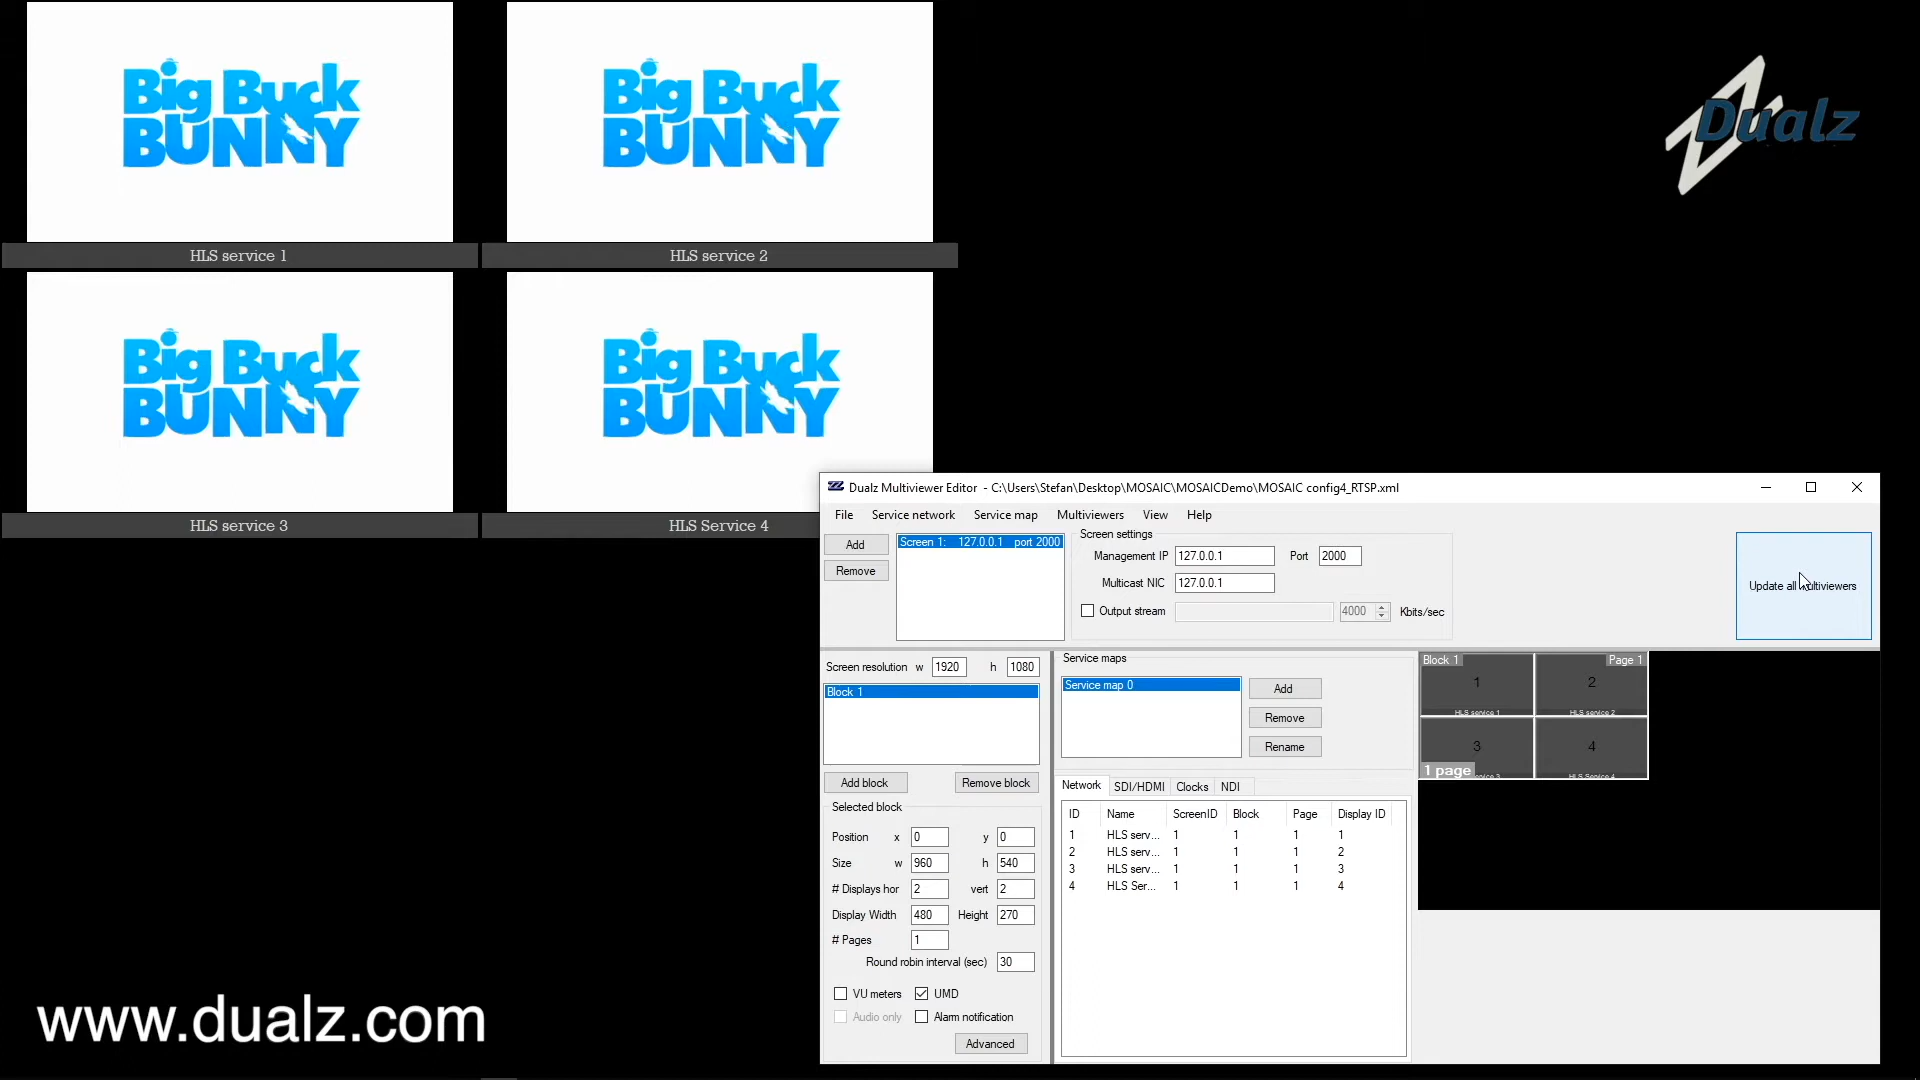 Big Buck
BUNNY
Big Buck
BUNNY
Dualz
HLS service 1
HLS service 2
Big Buck
BUNNY
Big Buck
BUNNY
HLS service 3
HLS Service 4
Dualz Multiviewer Editor - C:\Users\Stefan\Desktop\MOSAIC\MOSAICDemo\MOSAIC config4_RTSP.xml
File Service network Service map Multiviewers View Help
Add
Remove
Screen 1: 127.0.0.1 port 2000
Screen settings
Management IP 127.0.0.1 Port 2000
Multicast NIC 127.0.0.1
Output stream 4000 Kbits/sec
Update all multiviewers
Screen resolution w 1920 h 1080
Block 1
Add block Remove block
Selected block
Position x 0 y 0
Size w 960 h 540
# Displays hor 2 vert 2
Display Width 480 Height 270
# Pages 1
Round robin interval (sec) 30
VU meters UMD
Audio only Alarm notification
Advanced
Service maps
Service map 0
Add
Remove
Rename
Network SDI/HDMI Clocks NDI
ID Name ScreenID Block Page Display ID
1 HLS serv... 1 1 1 1
2 HLS serv... 1 1 1 2
3 HLS serv... 1 1 1 3
4 HLS Ser... 1 1 1 4
Block 1 Page 1
1 2
HLS service 1 HLS service 2
3 4
1 page HLS Service 4
www.dualz.com